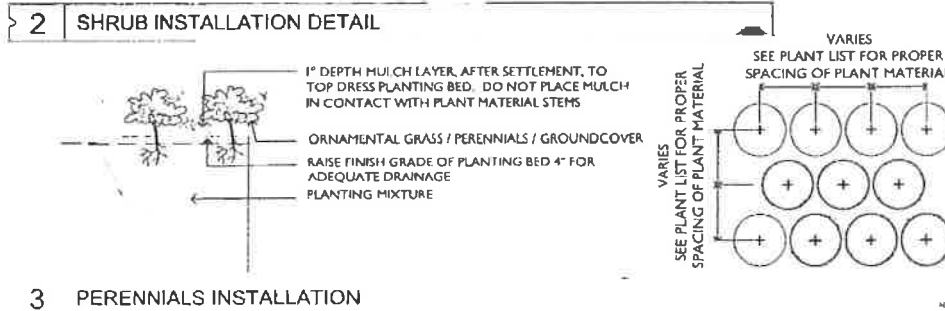 2 SHRUB INSTALLATION DETAIL
1" DEPTH MULCH LAYER, AFTER SETTLEMENT, TO
TOP DRESS PLANTING BED. DO NOT PLACE MULCH
IN CONTACT WITH PLANT MATERIAL STEMS
ORNAMENTAL GRASS / PERENNIALS / GROUNDCOVER
RAISE FINISH GRADE OF PLANTING BED 4" FOR
ADEQUATE DRAINAGE
PLANTING MIXTURE
VARIES
SEE PLANT LIST FOR PROPER
SPACING OF PLANT MATERIAL
VARIES
SEE PLANT LIST FOR PROPER
SPACING OF PLANT MATERIAL
3 PERENNIALS INSTALLATION